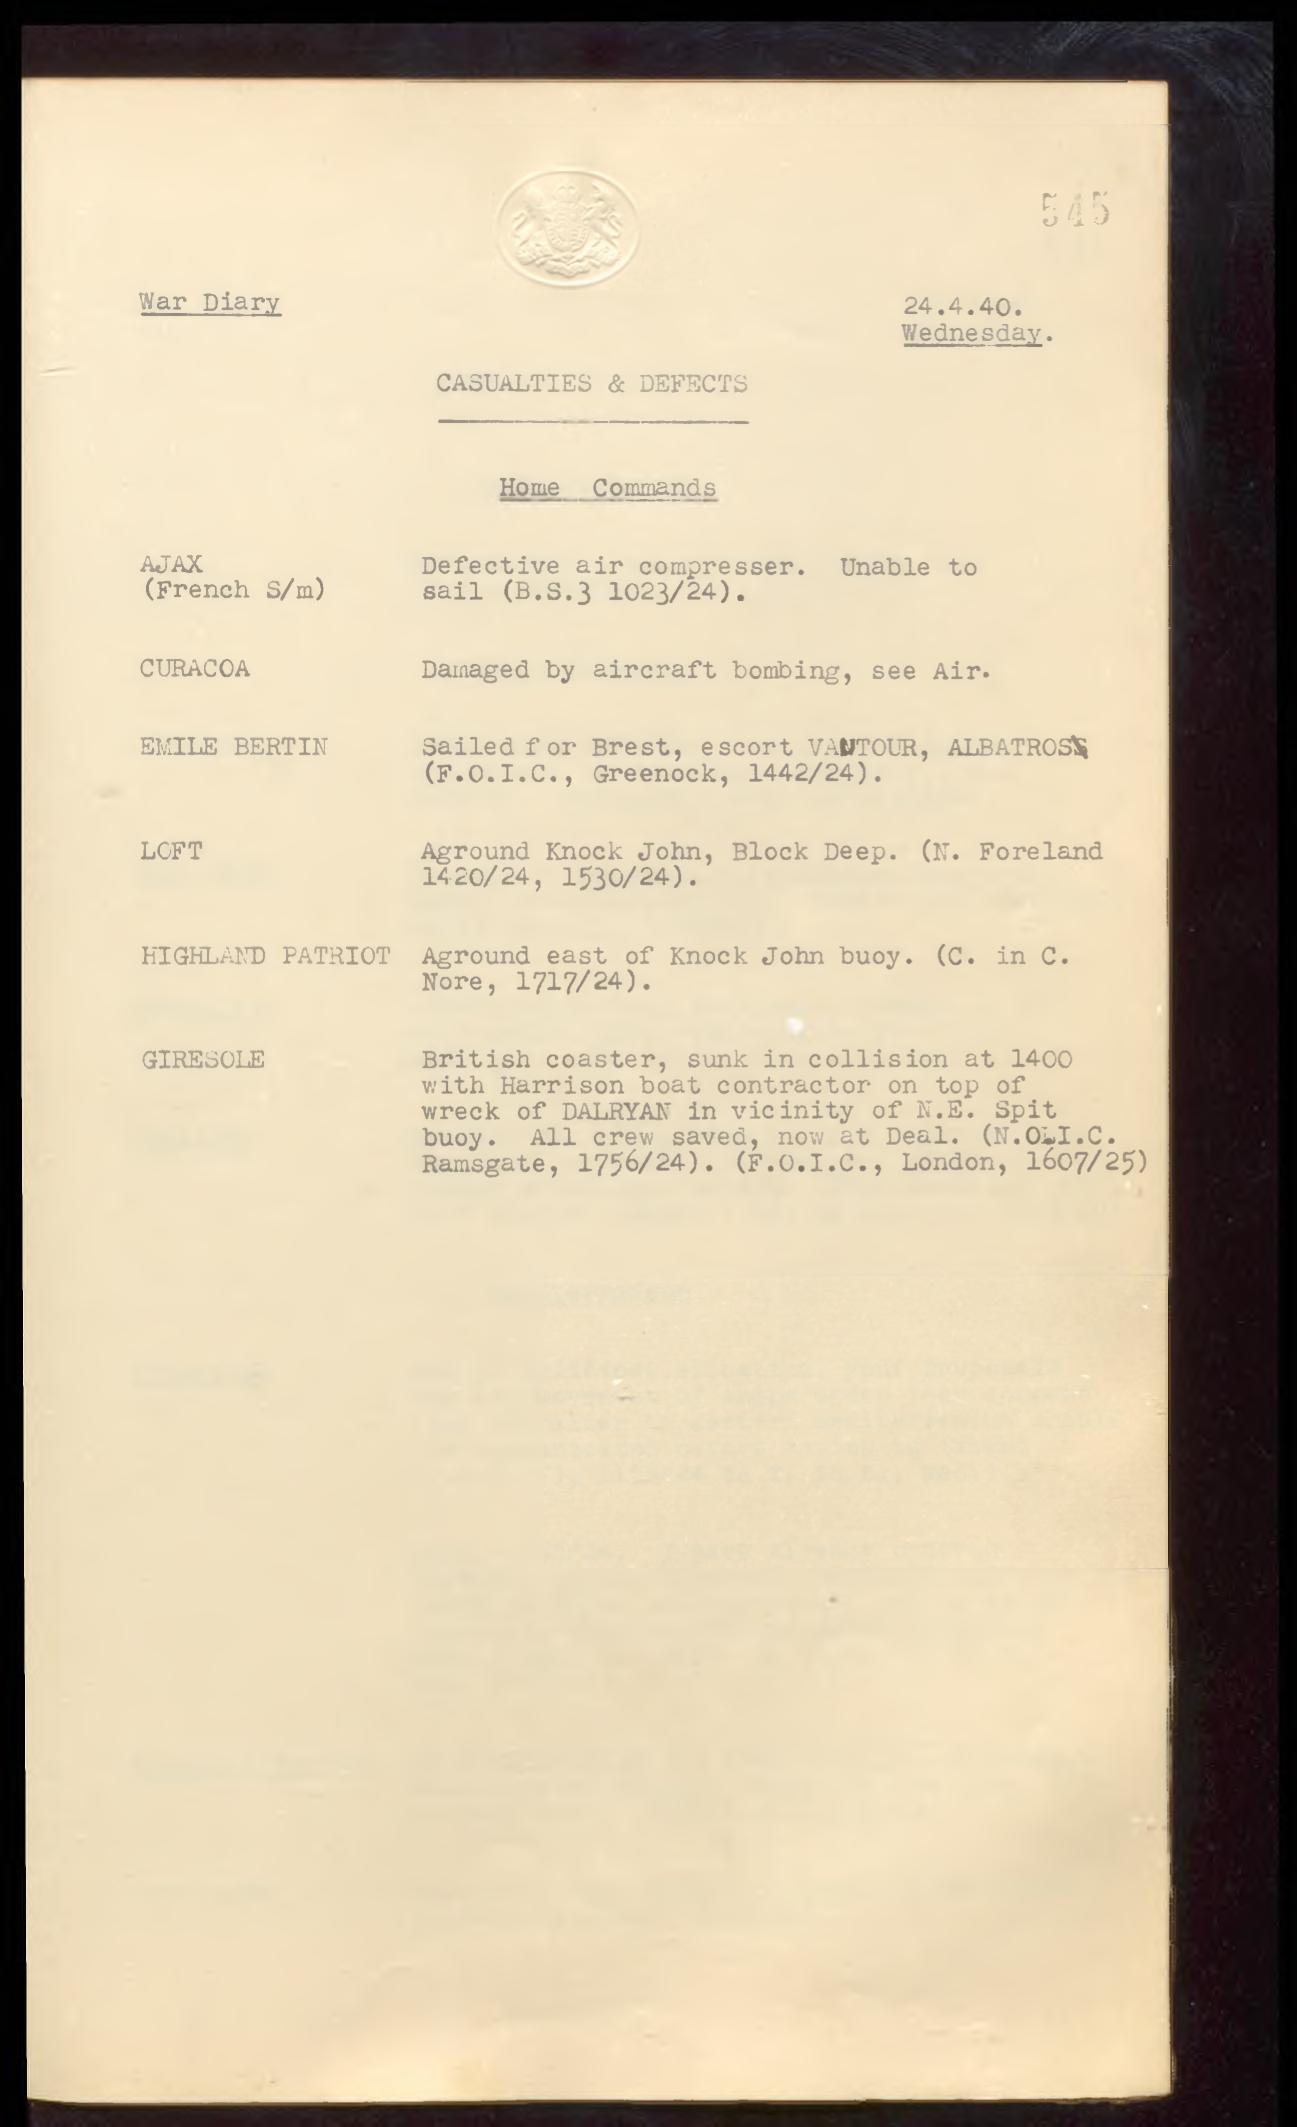 545
War Diary
24.4.40.
Wednesday.
CASUALTIES & DEFECTS
Home Commands
AJAX Defective air compresser. Unable to
(French S/m) sail (B.S.3 1023/24).
CURACOA Damaged by aircraft bombing, see Air.
EMILE BERTIN Sailed for Brest, escort VAUTOUR, ALBATROS
(F.O.I.C., Greenock, 1442/24).
LOFT Aground Knock John, Block Deep. (N. Foreland
1420/24, 1530/24).
HIGHLAND PATRIOT Aground east of Knock John buoy. (C. in C.
Nore, 1717/24).
GIRESOLE British coaster, sunk in collision at 1400
with Harrison boat contractor on top of
wreck of DALRYAN in vicinity of N.E. Spit
buoy. All crew saved, now at Deal. (N.O.I.C.
Ramsgate, 1756/24). (F.O.I.C., London, 1607/25)